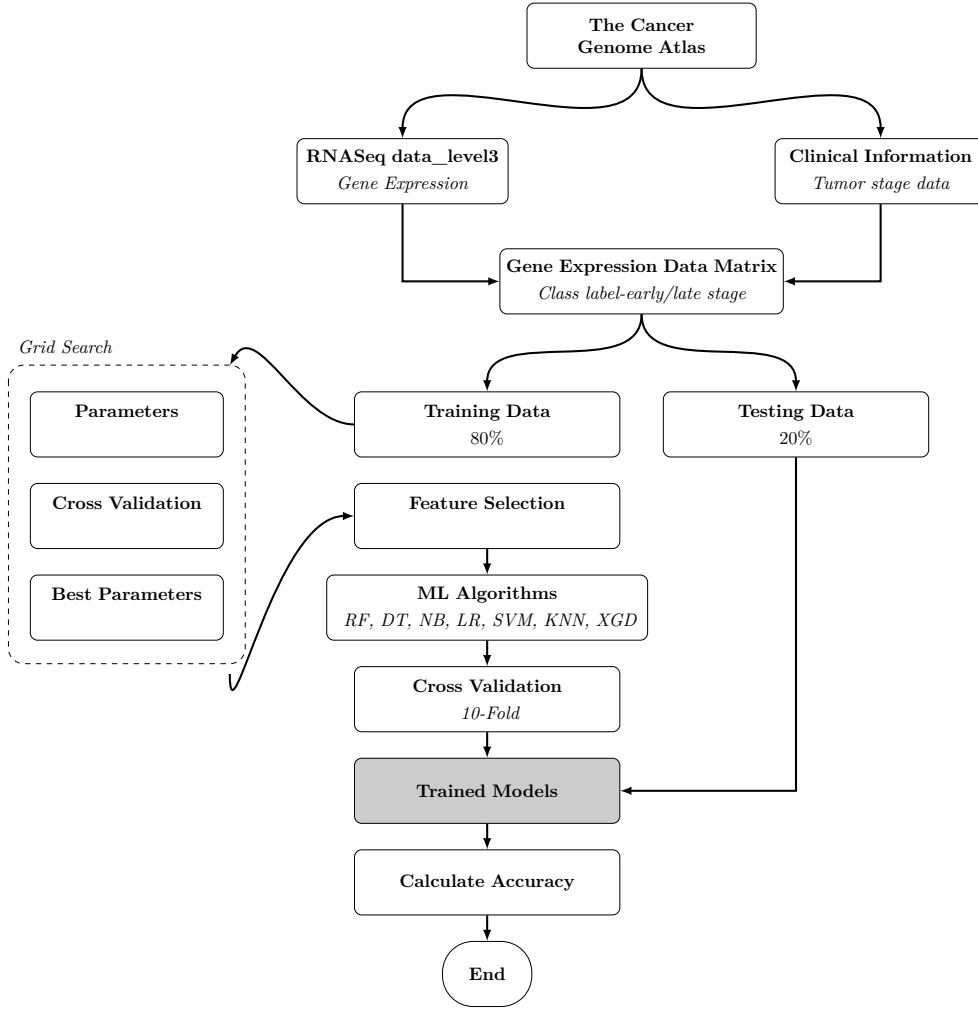 The Cancer
Genome Atlas
RNASeq data_level3
Gene Expression
Clinical Information
Tumor stage data
Gene Expression Data Matrix
Class label-early/late stage
Grid Search
Parameters
Training Data
80%
Testing Data
20%
Cross Validation
Feature Selection
Best Parameters
ML Algorithms
RF, DT, NB, LR, SVM, KNN, XGD
Cross Validation
10-Fold
Trained Models
Calculate Accuracy
End